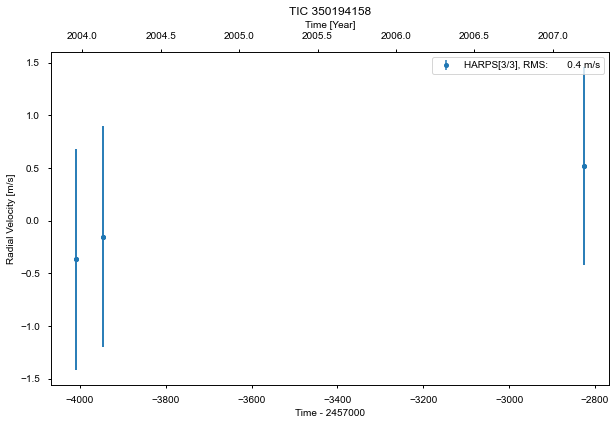 TIC 350194158
Time [Year]
2004.0 2004.5 2005.0 2005.5 2006.0 2006.5 2007.0
HARPS[3/3], RMS: 0.4 m/s
1.5
1.0
0.5
0.0
−0.5
−1.0
−1.5
Radial Velocity [m/s]
−4000 −3800 −3600 −3400 −3200 −3000 −2800
Time - 2457000